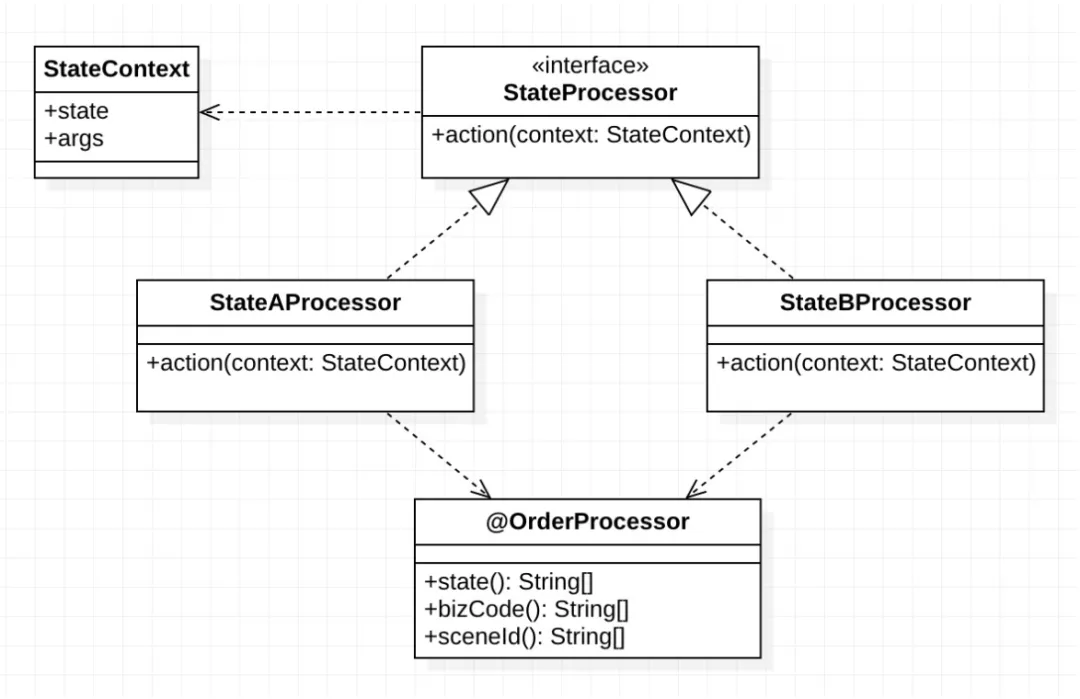 StateContext
+state
+args
«interface»
StateProcessor
+action(context: StateContext)
StateAProcessor
+action(context: StateContext)
StateBProcessor
+action(context: StateContext)
@OrderProcessor
+state(): String[]
+bizCode(): String[]
+sceneId(): String[]